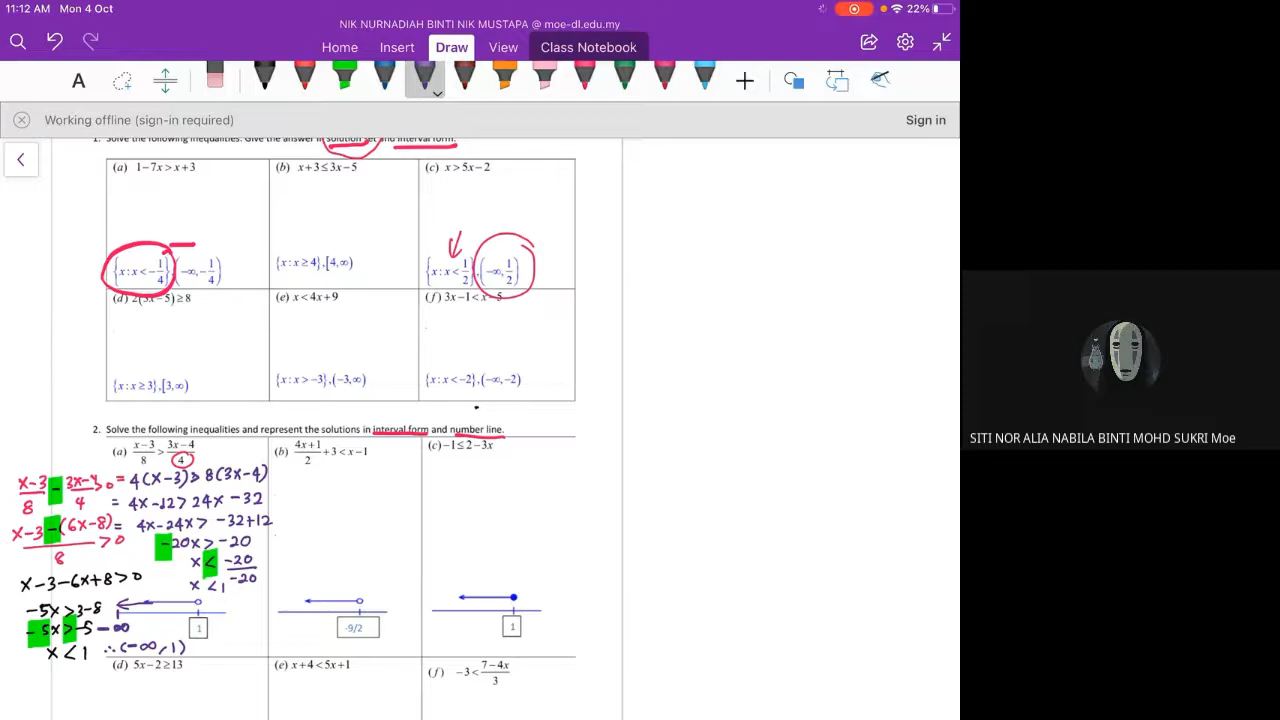 11:12 AM Mon 4 Oct
22%
NIK NURNADIAH BINTI NIK MUSTAPA @ moe-dl.edu.my
Home Insert Draw View Class Notebook
A
Working offline (sign-in required) Sign in
1. Solve the following inequalities. Give the answer in solution set and interval form.
(a) 1−7x > x+3
{x : x < −1/4}, (−∞, −1/4)
(b) x+3 ≤ 3x−5
{x : x ≥ 4}, [4, ∞)
(c) x > 5x−2
{x : x < 1/2}, (−∞, 1/2)
(d) 2(3x−5) ≥ 8
{x : x ≥ 3}, [3, ∞)
(e) x < 4x+9
{x : x > −3}, (−3, ∞)
(f) 3x−1 < x−5
{x : x < −2}, (−∞, −2)
2. Solve the following inequalities and represent the solutions in interval form and number line.
(a) (x−3)/8 > (3x−4)/4
(x−3)/8 − (3x−4)/4 > 0
(x−3 −(6x−8))/8 > 0
x−3−6x+8 > 0
−5x > 3−8
−5x > −5
x < 1
= 4(x−3) > 8(3x−4)
= 4x −12 > 24x −32
= 4x−24x > −32+12
−20x > −20
x < −20/−20
x < 1
−∞
1
∴ (−∞, 1)
(b) (4x+1)/2 + 3 < x−1
-9/2
(c) −1 ≤ 2−3x
1
(d) 5x−2 ≥ 13
(e) x+4 < 5x+1
(f) −3 < (7−4x)/3
SITI NOR ALIA NABILA BINTI MOHD SUKRI Moe